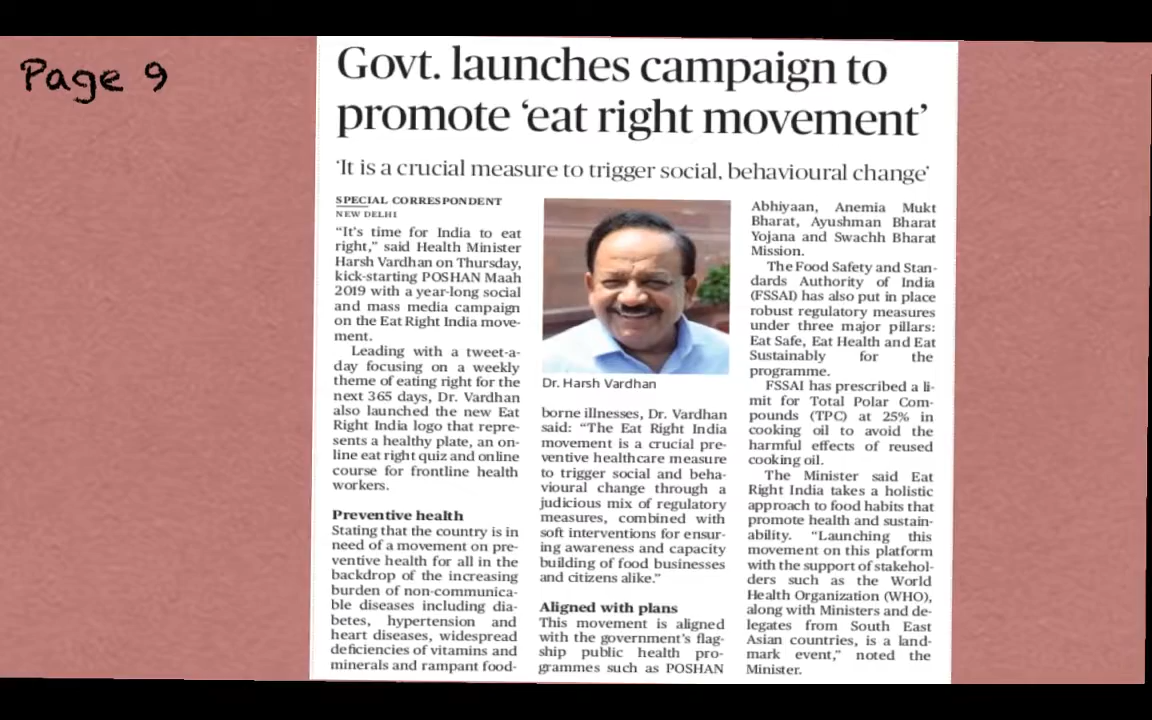 Page 9
Govt. launches campaign to
promote ‘eat right movement’
‘It is a crucial measure to trigger social, behavioural change’
SPECIAL CORRESPONDENT
NEW DELHI
“It’s time for India to eat
right,” said Health Minister
Harsh Vardhan on Thursday,
kick-starting POSHAN Maah
2019 with a year-long social
and mass media campaign
on the Eat Right India move-
ment.
Leading with a tweet-a-
day focusing on a weekly
theme of eating right for the
next 365 days, Dr. Vardhan
also launched the new Eat
Right India logo that repre-
sents a healthy plate, an on-
line eat right quiz and online
course for frontline health
workers.
Preventive health
Stating that the country is in
need of a movement on pre-
ventive health for all in the
backdrop of the increasing
burden of non-communica-
ble diseases including dia-
betes, hypertension and
heart diseases, widespread
deficiencies of vitamins and
minerals and rampant food-
Dr. Harsh Vardhan
borne illnesses, Dr. Vardhan
said: “The Eat Right India
movement is a crucial pre-
ventive healthcare measure
to trigger social and beha-
vioural change through a
judicious mix of regulatory
measures, combined with
soft interventions for ensur-
ing awareness and capacity
building of food businesses
and citizens alike.”
Aligned with plans
This movement is aligned
with the government’s flag-
ship public health pro-
grammes such as POSHAN
Abhiyaan, Anemia Mukt
Bharat, Ayushman Bharat
Yojana and Swachh Bharat
Mission.
The Food Safety and Stan-
dards Authority of India
(FSSAI) has also put in place
robust regulatory measures
under three major pillars:
Eat Safe, Eat Health and Eat
Sustainably for the
programme.
FSSAI has prescribed a li-
mit for Total Polar Com-
pounds (TPC) at 25% in
cooking oil to avoid the
harmful effects of reused
cooking oil.
The Minister said Eat
Right India takes a holistic
approach to food habits that
promote health and sustain-
ability. “Launching this
movement on this platform
with the support of stakehol-
ders such as the World
Health Organization (WHO),
along with Ministers and de-
legates from South East
Asian countries, is a land-
mark event,” noted the
Minister.